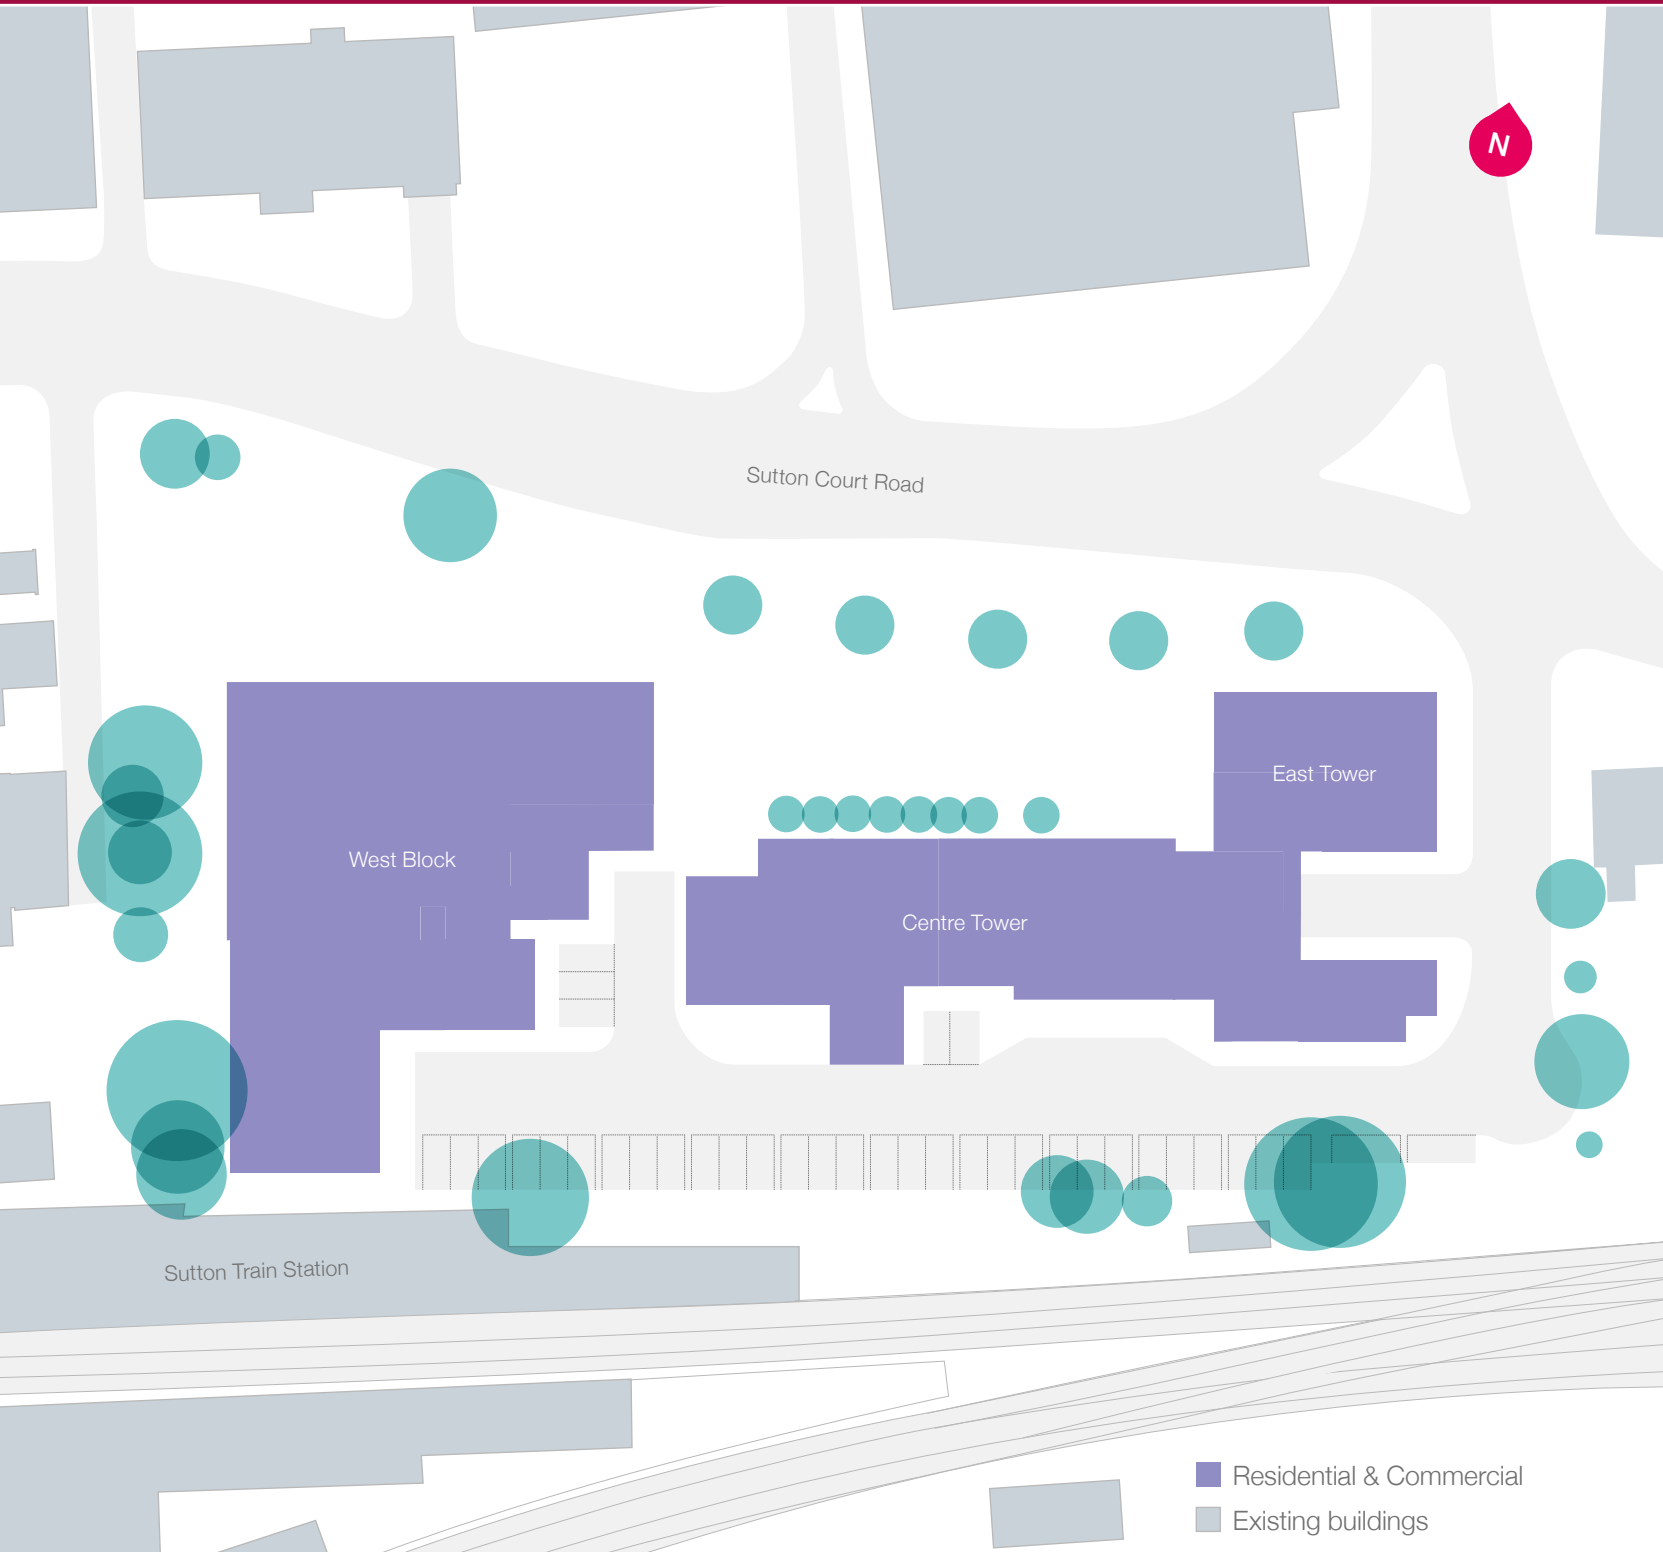 N
Sutton Court Road
East Tower
West Block
Centre Tower
Sutton Train Station
Residential & Commercial
Existing buildings